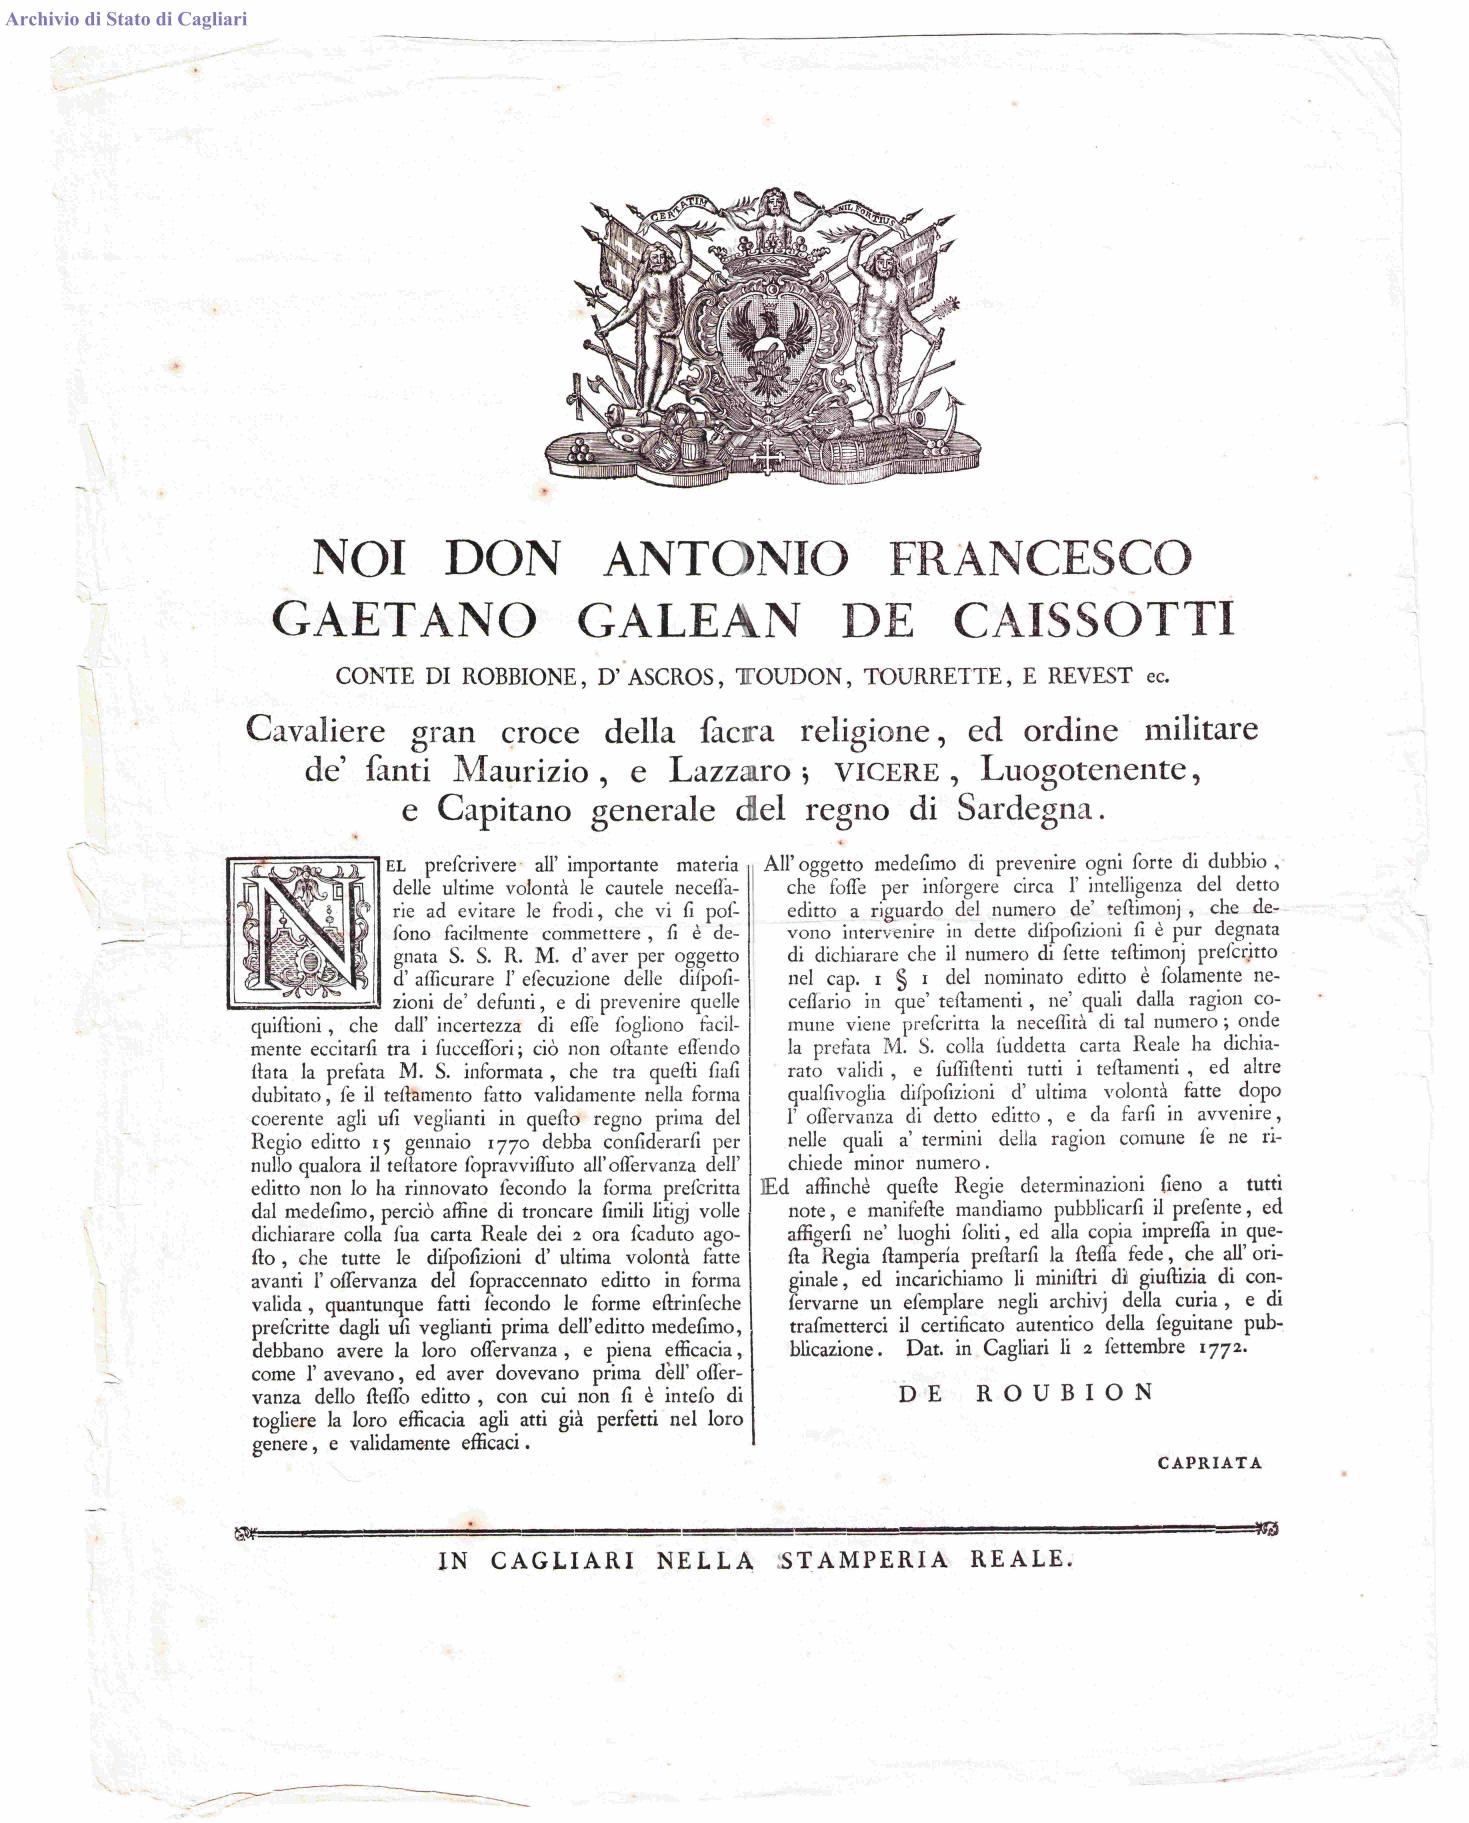 Archivio di Stato di Cagliari
CERTATIM
NIL FORTIUS
NOI DON ANTONIO FRANCESCO
GAETANO GALEAN DE CAISSOTTI
CONTE DI ROBBIONE, D' ASCROS, TOUDON, TOURRETTE, E REVEST ec.
Cavaliere gran croce della ſacra religione, ed ordine militare
de' ſanti Maurizio, e Lazzaro; VICERE, Luogotenente,
e Capitano generale del regno di Sardegna.
NEL preſcrivere all' importante materia
delle ultime volontà le cautele neceſſa-
rie ad evitare le frodi, che vi ſi poſ-
ſono facilmente commettere, ſi è de-
gnata S. S. R. M. d' aver per oggetto
d' aſſicurare l' eſecuzione delle diſpoſi-
zioni de' defunti, e di prevenire quelle
quiſtioni, che dall' incertezza di eſſe ſogliono facil-
mente eccitarſi tra i ſucceſſori; ciò non oſtante eſſendo
ſtata la prefata M. S. informata, che tra queſti ſiaſi
dubitato, ſe il teſtamento fatto validamente nella forma
coerente agli uſi veglianti in queſto regno prima del
Regio editto 15 gennaio 1770 debba conſiderarſi per
nullo qualora il teſtatore ſopravviſſuto all' oſſervanza dell'
editto non lo ha rinnovato ſecondo la forma preſcritta
dal medeſimo, perciò affine di troncare ſimili litigj volle
dichiarare colla ſua carta Reale dei 2 ora ſcaduto ago-
ſto, che tutte le diſpoſizioni d' ultima volontà fatte
avanti l' oſſervanza del ſopraccennato editto in forma
valida, quantunque fatti ſecondo le forme eſtrinſeche
preſcritte dagli uſi veglianti prima dell' editto medeſimo,
debbano avere la loro oſſervanza, e piena efficacia,
come l' avevano, ed aver dovevano prima dell' oſſer-
vanza dello ſteſſo editto, con cui non ſi è inteſo di
togliere la loro efficacia agli atti già perfetti nel loro
genere, e validamente efficaci.
All' oggetto medeſimo di prevenire ogni ſorte di dubbio,
che foſſe per inſorgere circa l' intelligenza del detto
editto a riguardo del numero de' teſtimonj, che de-
vono intervenire in dette diſpoſizioni ſi è pur degnata
di dichiarare che il numero di ſette teſtimonj preſcritto
nel cap. 1 § 1 del nominato editto è ſolamente ne-
ceſſario in que' teſtamenti, ne' quali dalla ragion co-
mune viene preſcritta la neceſſità di tal numero; onde
la prefata M. S. colla ſuddetta carta Reale ha dichia-
rato validi, e ſuſſiſtenti tutti i teſtamenti, ed altre
qualſivoglia diſpoſizioni d' ultima volontà fatte dopo
l' oſſervanza di detto editto, e da farſi in avvenire,
nelle quali a' termini della ragion comune ſe ne ri-
chiede minor numero.
Ed affinchè queſte Regie determinazioni ſieno a tutti
note, e manifeſte mandiamo pubblicarſi il preſente, ed
affigerſi ne' luoghi ſoliti, ed alla copia impreſſa in que-
ſta Regia ſtampería preſtarſi la ſteſſa fede, che all' ori-
ginale, ed incarichiamo li miniſtri di giuſtizia di con-
ſervarne un eſemplare negli archivj della curia, e di
traſmetterci il certificato autentico della ſeguitane pub-
blicazione. Dat. in Cagliari li 2 ſettembre 1772.
DE ROUBION
CAPRIATA
IN CAGLIARI NELLA STAMPERIA REALE.